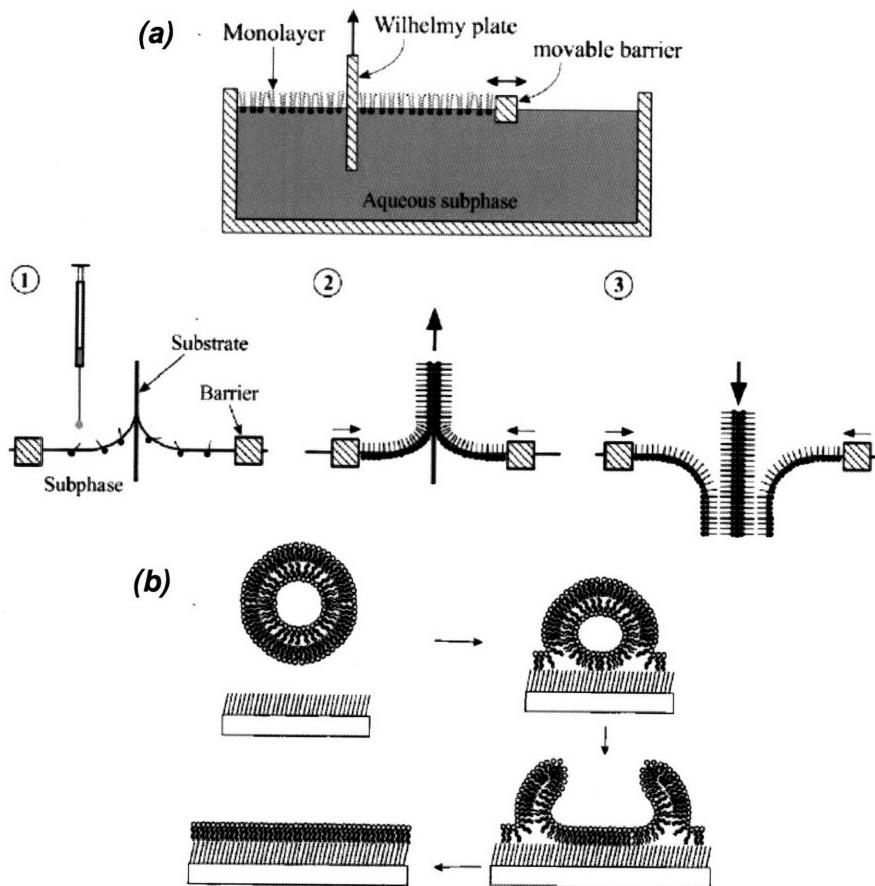 (a)
Monolayer
Wilhelmy plate
movable barrier
Aqueous subphase
1
2
3
Substrate
Barrier
Subphase
(b)